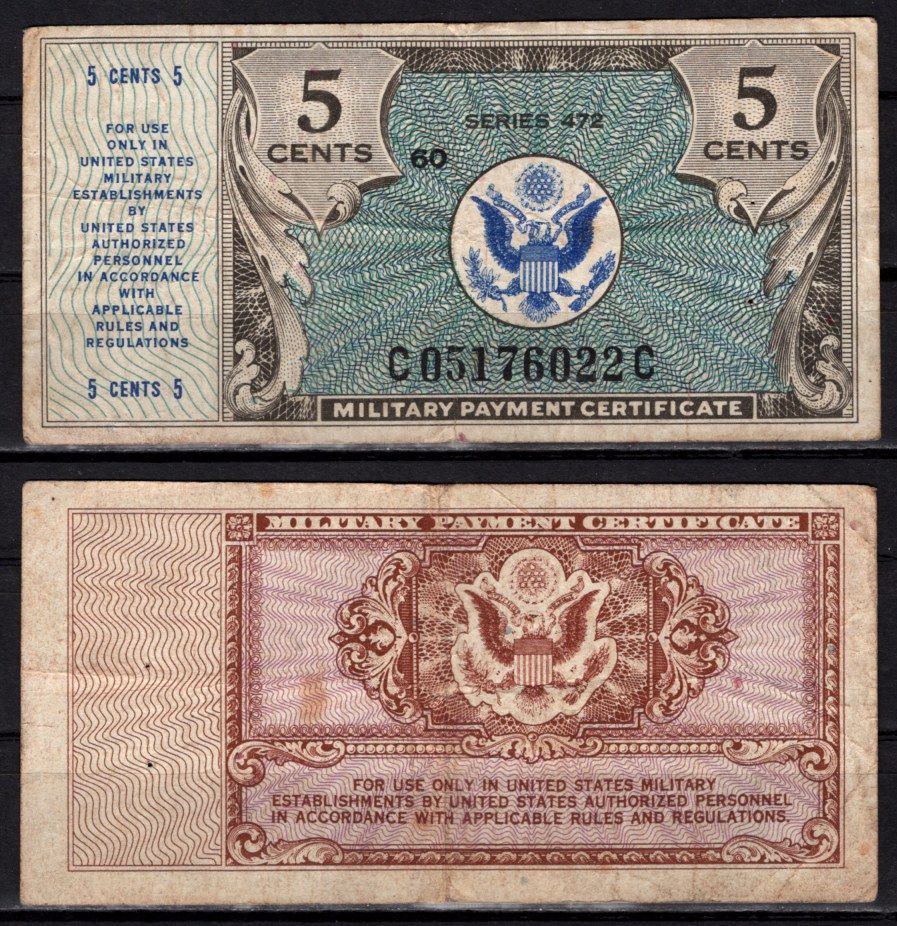 5 CENTS 5
FOR USE
ONLY IN
UNITED STATES
MILITARY
ESTABLISHMENTS
BY
UNITED STATES
AUTHORIZED
PERSONNEL
IN ACCORDANCE
WITH
APPLICABLE
RULES AND
REGULATIONS
5 CENTS 5
5
CENTS
SERIES 472
60
5
CENTS
C05176022C
MILITARY PAYMENT CERTIFICATE
MILITARY PAYMENT CERTIFICATE
FOR USE ONLY IN UNITED STATES MILITARY
ESTABLISHMENTS BY UNITED STATES AUTHORIZED PERSONNEL
IN ACCORDANCE WITH APPLICABLE RULES AND REGULATIONS.